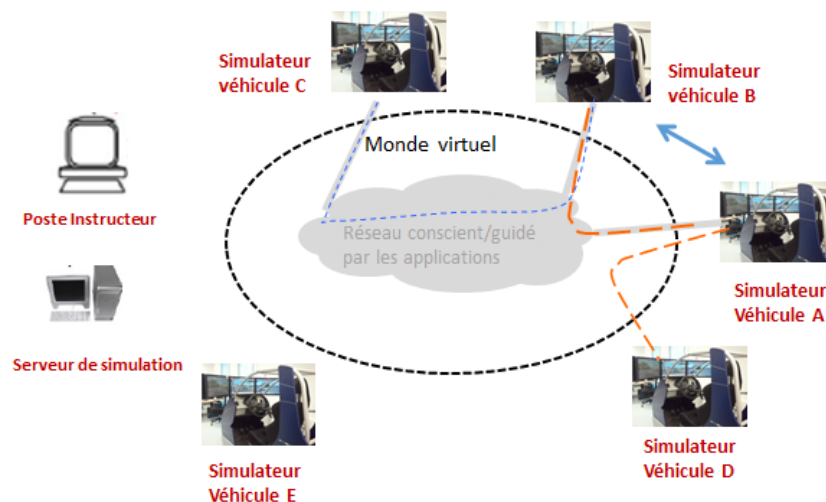 Simulateur
véhicule C
Simulateur
véhicule B
Monde virtuel
Poste Instructeur
Réseau conscient/guidé
par les applications
Simulateur
Véhicule A
Serveur de simulation
Simulateur
Véhicule D
Simulateur
Véhicule E